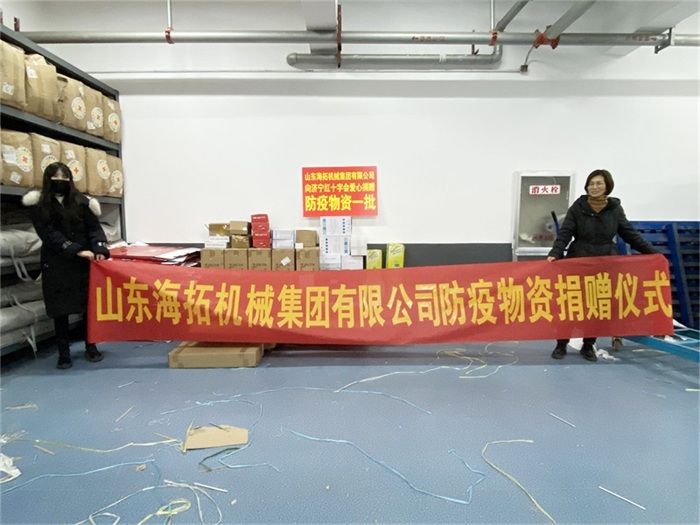 山东海拓机械集团有限公司
向济宁红十字会爱心捐赠
防疫物资一批
消火栓
山东海拓机械集团有限公司防疫物资捐赠仪式